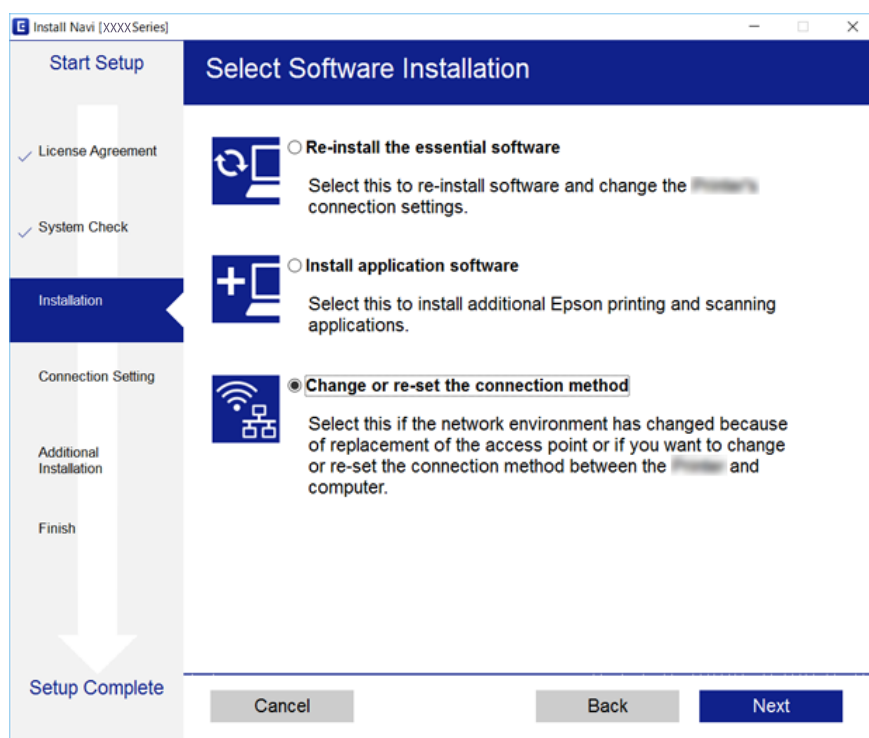 E Install Navi [XXXX Series]
Start Setup
Select Software Installation
License Agreement
System Check
Installation
Connection Setting
Additional
Installation
Finish
Setup Complete
Re-install the essential software
Select this to re-install software and change the
connection settings.
Install application software
Select this to install additional Epson printing and scanning
applications.
Change or re-set the connection method
Select this if the network environment has changed because
of replacement of the access point or if you want to change
or re-set the connection method between the and
computer.
Cancel
Back
Next